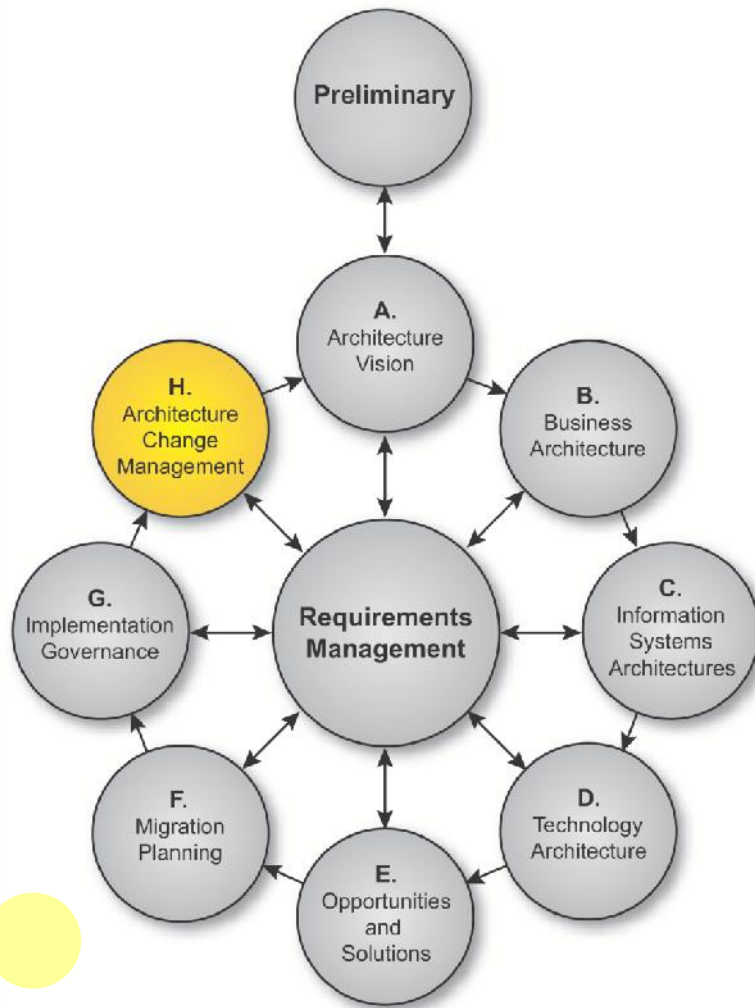 Preliminary
A.
Architecture
Vision
B.
Business
Architecture
C.
Information
Systems
Architectures
D.
Technology
Architecture
E.
Opportunities
and
Solutions
F.
Migration
Planning
G.
Implementation
Governance
H.
Architecture
Change
Management
Requirements
Management